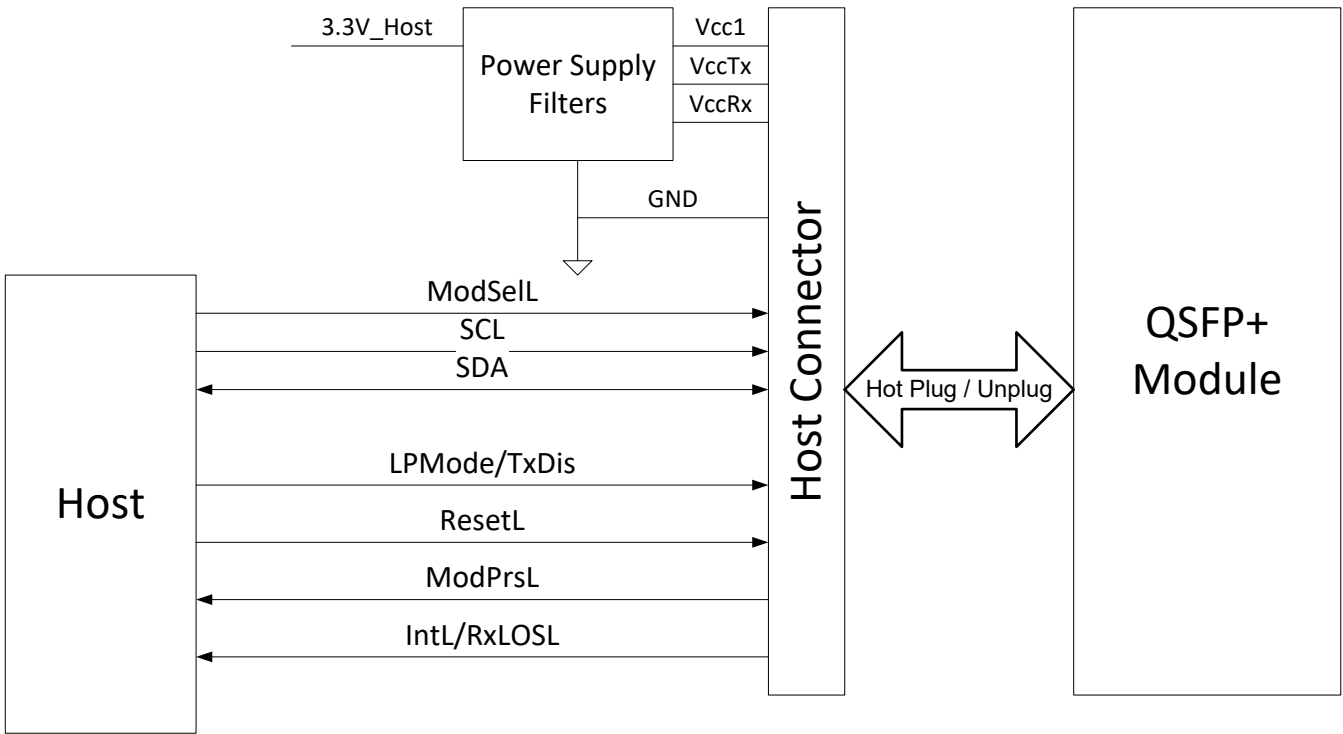 3.3V_Host
Power Supply
Filters
Vcc1
VccTx
VccRx
GND
Host
ModSelL
SCL
SDA
LPMode/TxDis
ResetL
ModPrsL
IntL/RxLOSL
Host Connector
Hot Plug / Unplug
QSFP+
Module